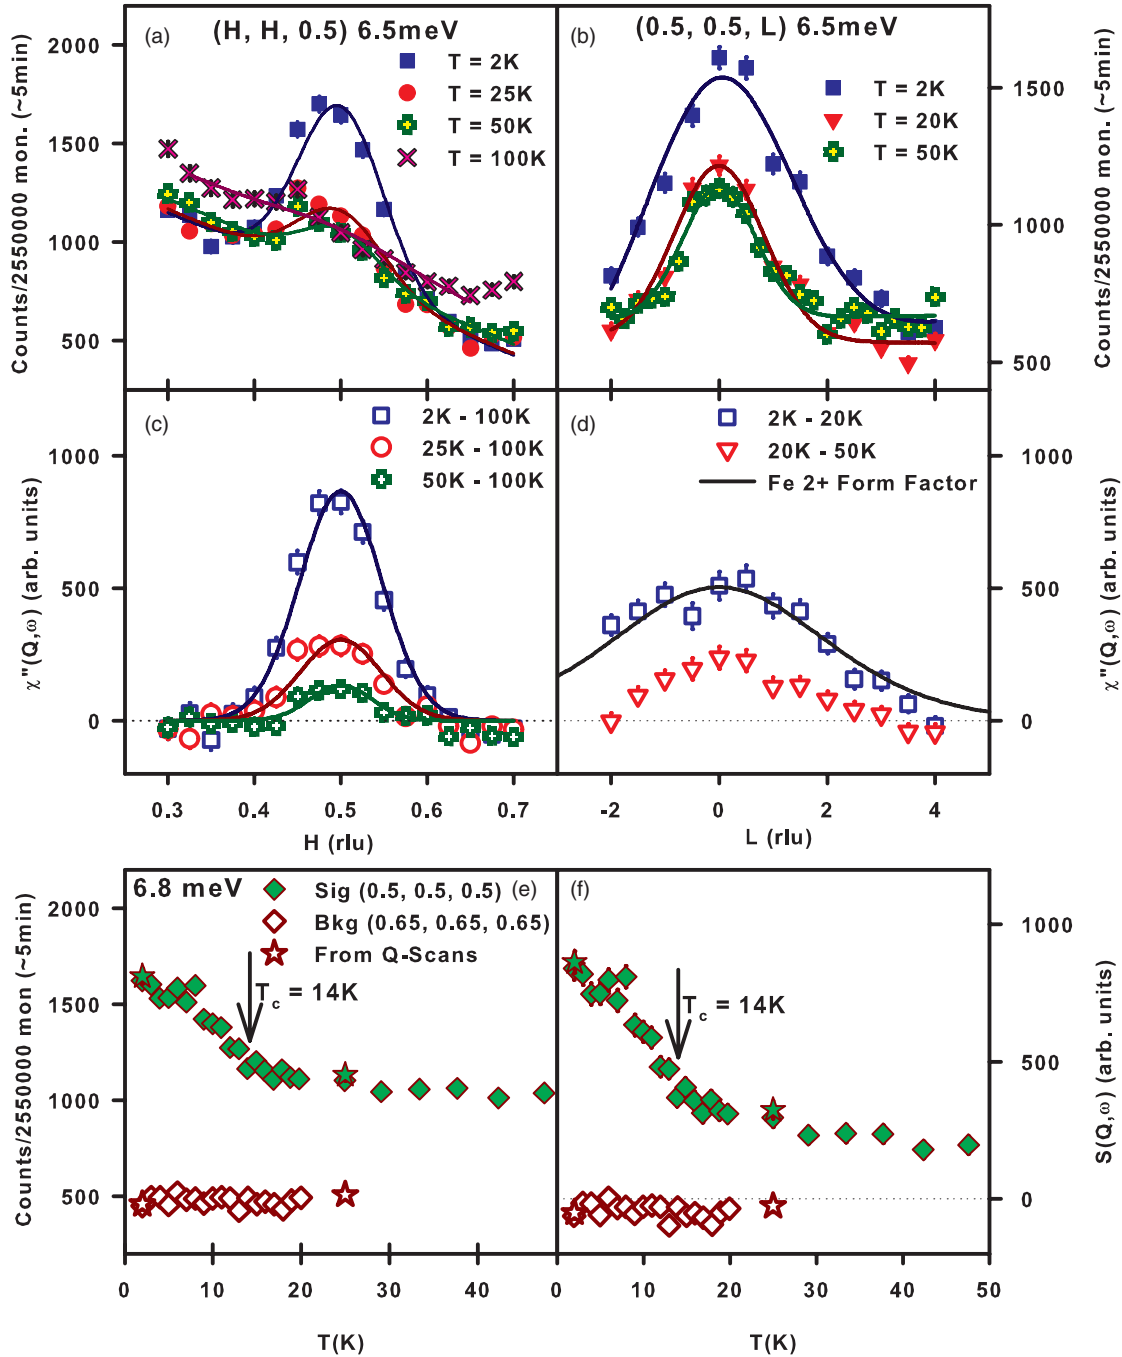 (a) (H, H, 0.5) 6.5meV
T = 2K
T = 25K
T = 50K
T = 100K
2000
1500
1000
500
Counts/2550000 mon. (~5min)
(b) (0.5, 0.5, L) 6.5meV
T = 2K
T = 20K
T = 50K
1500
1000
500
Counts/2550000 mon. (~5min)
(c)
2K - 100K
25K - 100K
50K - 100K
1000
500
0
χ"(Q,ω) (arb. units)
0.3 0.4 0.5 0.6 0.7
H (rlu)
(d)
2K - 20K
20K - 50K
Fe 2+ Form Factor
1000
500
0
χ"(Q,ω) (arb. units)
-2 0 2 4
L (rlu)
6.8 meV
Sig (0.5, 0.5, 0.5) (e)
Bkg (0.65, 0.65, 0.65)
From Q-Scans
Tc = 14K
2000
1500
1000
500
Counts/2550000 mon (~5min)
0 10 20 30 40
T(K)
(f)
Tc = 14K
1000
500
0
S(Q,ω) (arb. units)
0 10 20 30 40 50
T(K)